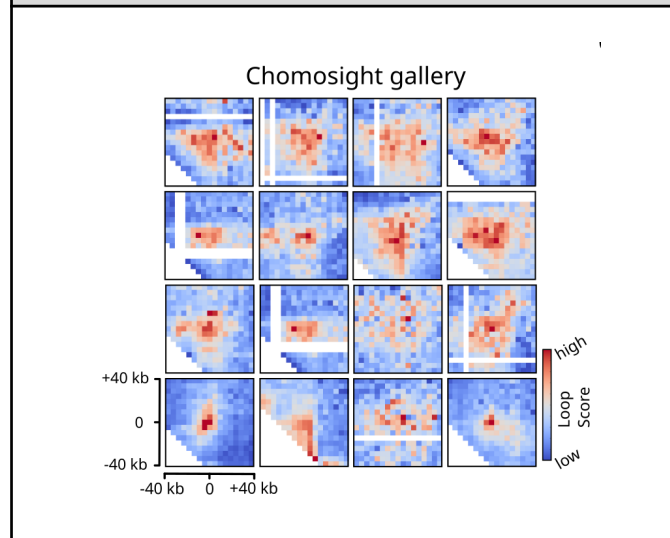 Chomosight gallery
high
Loop
Score
low
+40 kb
0
-40 kb
-40 kb 0 +40 kb